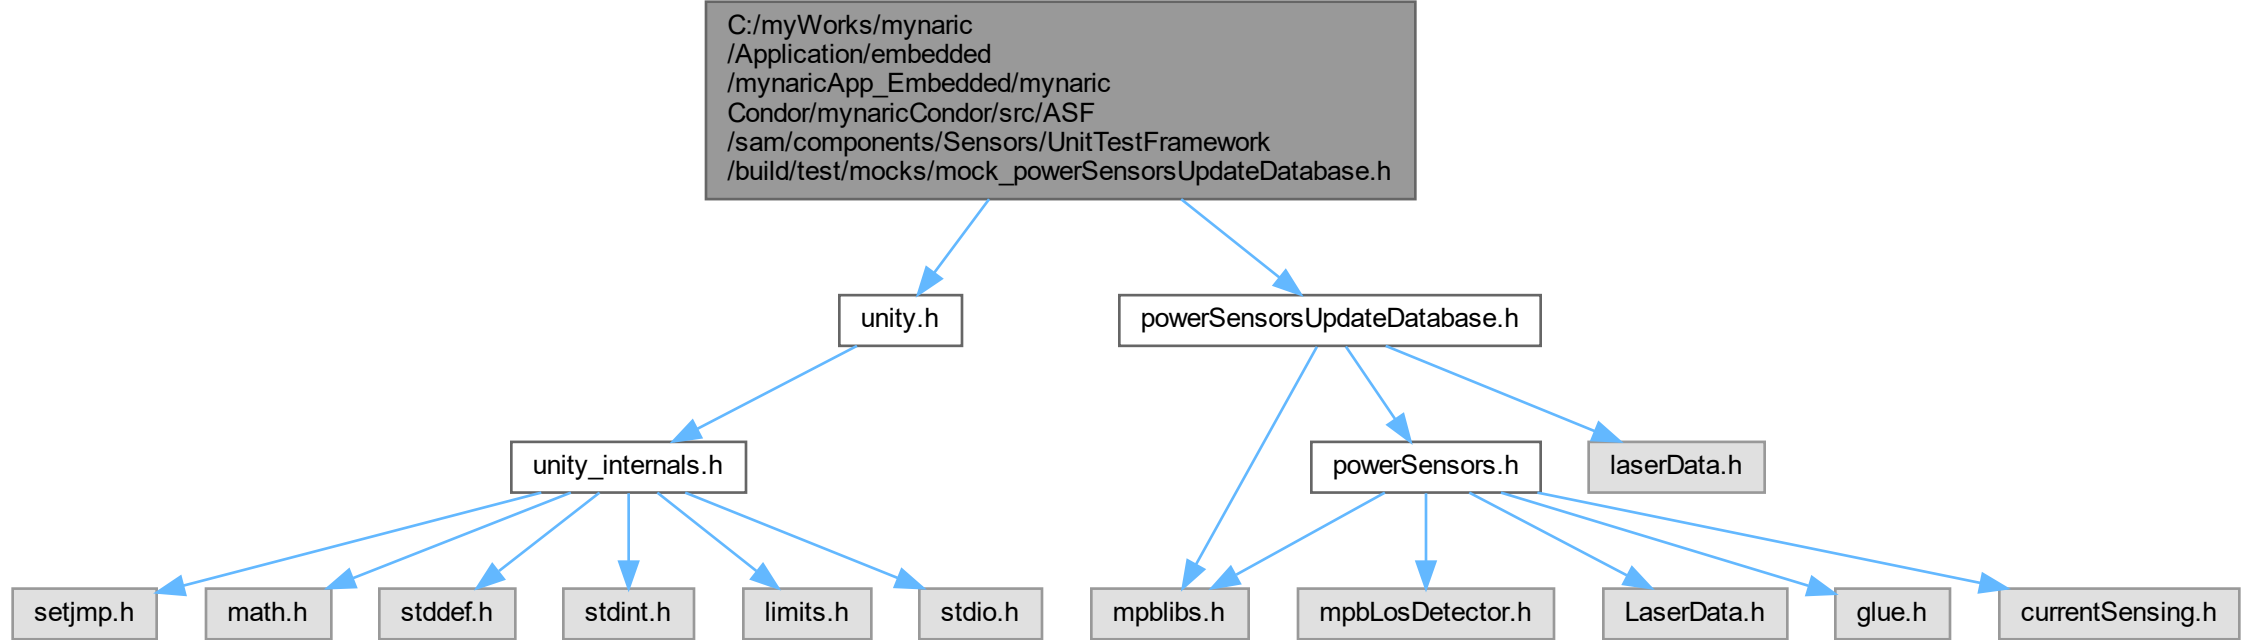 C:/myWorks/mynaric
/Application/embedded
/mynaricApp_Embedded/mynaric
Condor/mynaricCondor/src/ASF
/sam/components/Sensors/UnitTestFramework
/build/test/mocks/mock_powerSensorsUpdateDatabase.h
unity.h
powerSensorsUpdateDatabase.h
unity_internals.h
powerSensors.h
laserData.h
setjmp.h
math.h
stddef.h
stdint.h
limits.h
stdio.h
mpblibs.h
mpbLosDetector.h
LaserData.h
glue.h
currentSensing.h